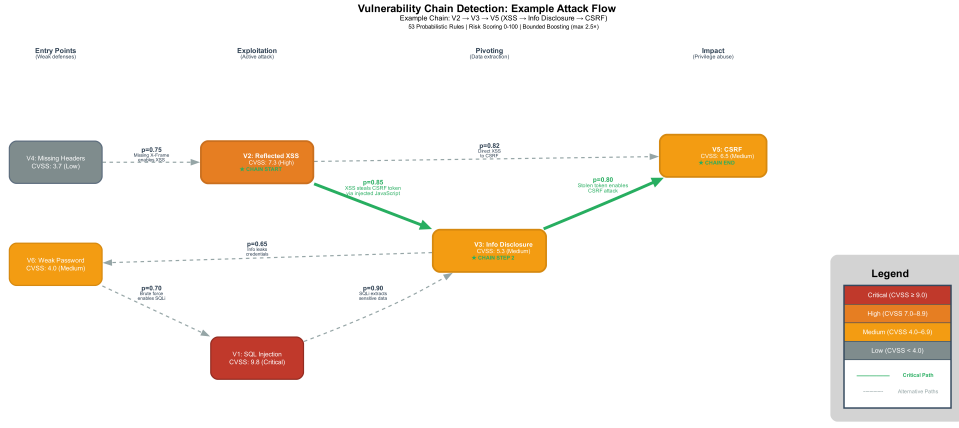 Vulnerability Chain Detection: Example Attack Flow
Example Chain: V2 → V3 → V5 (XSS → Info Disclosure → CSRF)
53 Probabilistic Rules | Risk Scoring 0-100 | Bounded Boosting (max 2.5×)
Entry Points
(Weak defenses)
Exploitation
(Active attack)
Pivoting
(Data extraction)
Impact
(Privilege abuse)
V4: Missing Headers
CVSS: 3.7 (Low)
p=0.75
Missing X-Frame
enables XSS
V2: Reflected XSS
CVSS: 7.3 (High)
p=0.82
Direct XSS
to CSRF
V5: CSRF
(Medium)
CHAIN END
p=0.85
XSS steals CSRF token
via injected JavaScript
p=0.80
Stolen token enables
CSRF attack
V3: Info Disclosure
CVSS: 5.3 (Medium)
CHAIN STEP 2
p=0.65
Info leaks
credentials
Weak Password
CVSS: 4.0 (Medium)
p=0.70
Brute force
enables SQLi
p=0.90
SQLi extracts
sensitive data
V1: SQL Injection
CVSS: 9.8 (Critical)
Legend
Critical (CVSS ≥ 9.0)
High (CVSS 7.0–8.9)
Medium (CVSS 4.0–6.9)
Low (CVSS < 4.0)
Critical Path
Alternative Paths